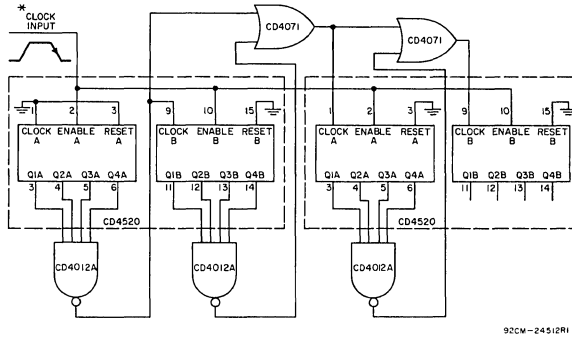 *
CLOCK
INPUT
CD4071
CD4071
1 2 3 9 10 15 1 2 3 9 10 15
CLOCK ENABLE RESET
A A A
Q1A Q2A Q3A Q4A
CLOCK ENABLE RESET
B B B
Q1B Q2B Q3B Q4B
CLOCK ENABLE RESET
A A A
Q1A Q2A Q3A Q4A
CLOCK ENABLE RESET
B B B
Q1B Q2B Q3B Q4B
3 4 5 6 11 12 13 14 3 4 5 6 11 12 13 14
CD4520
CD4520
CD4012A
CD4012A
CD4012A
92CM-24512R1